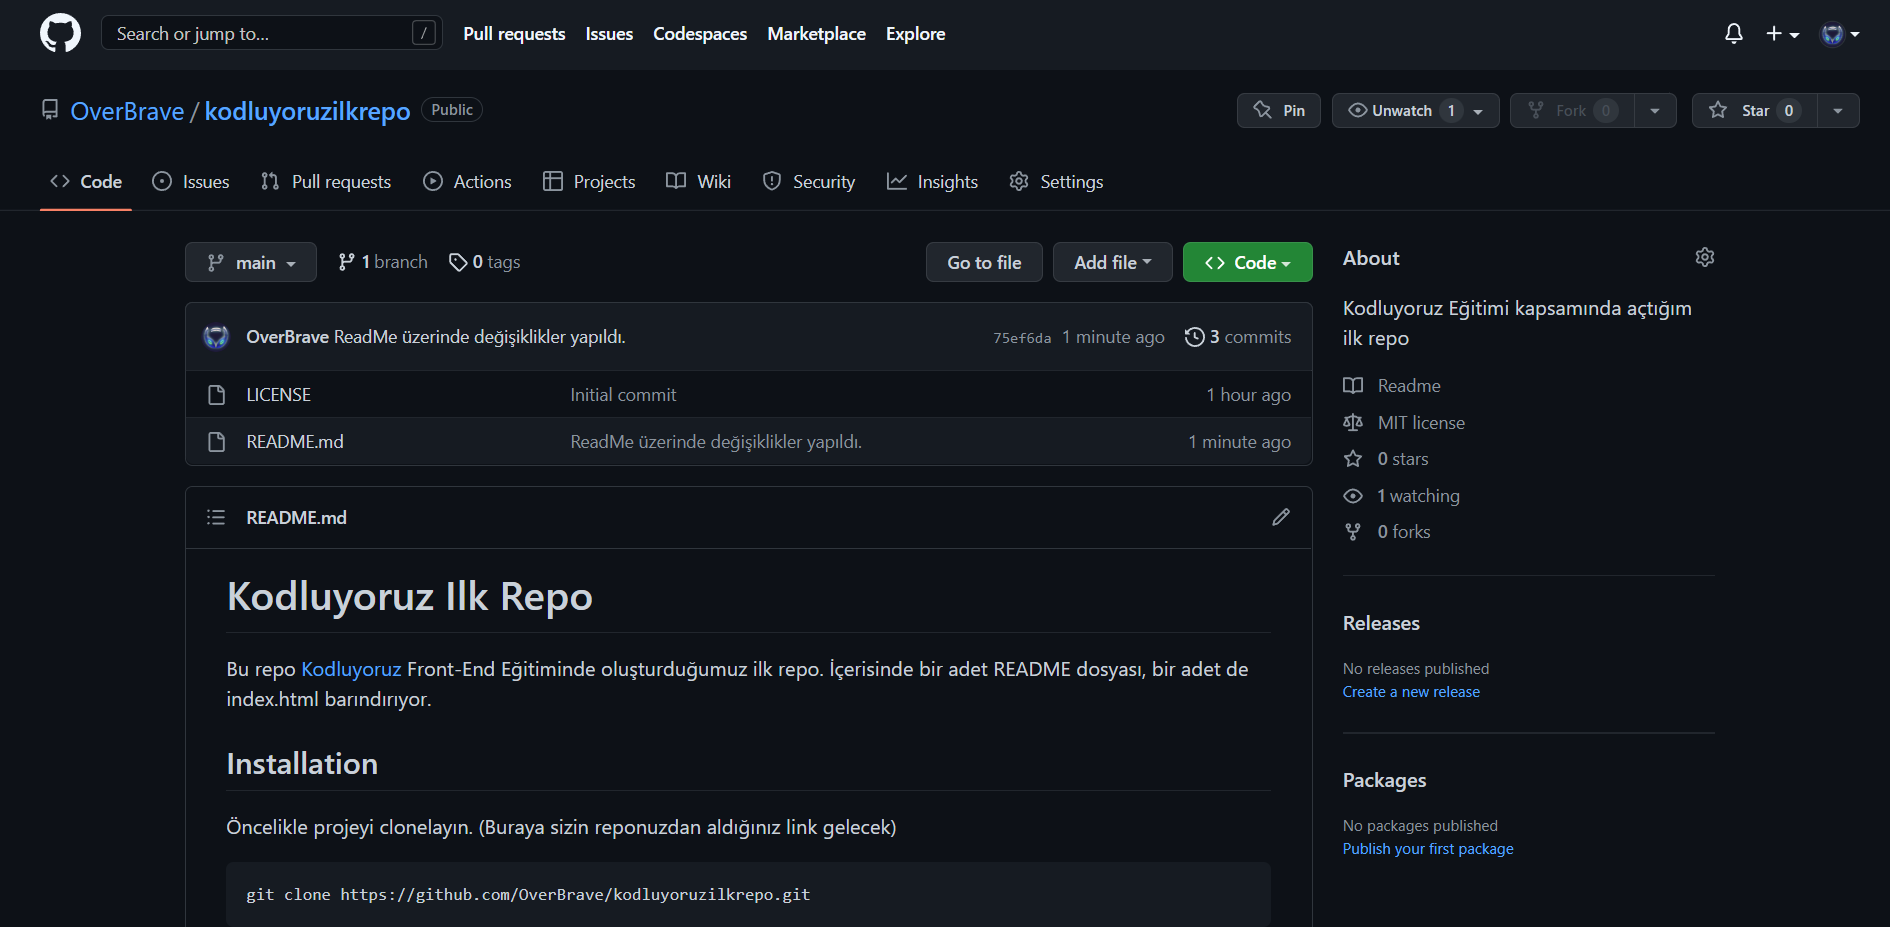 Search or jump to... /
Pull requests Issues Codespaces Marketplace Explore
OverBrave / kodluyoruzilkrepo Public
Pin Unwatch 1 Fork 0 Star 0
Code Issues Pull requests Actions Projects Wiki Security Insights Settings
main 1 branch 0 tags Go to file Add file Code
OverBrave ReadMe üzerinde değişiklikler yapıldı. 75ef6da 1 minute ago 3 commits
LICENSE Initial commit 1 hour ago
README.md ReadMe üzerinde değişiklikler yapıldı. 1 minute ago
README.md
Kodluyoruz Ilk Repo
Bu repo Kodluyoruz Front-End Eğitiminde oluşturduğumuz ilk repo. İçerisinde bir adet README dosyası, bir adet de
index.html barındırıyor.
Installation
Öncelikle projeyi clonelayın. (Buraya sizin reponuzdan aldığınız link gelecek)
git clone https://github.com/OverBrave/kodluyoruzilkrepo.git
About
Kodluyoruz Eğitimi kapsamında açtığım
ilk repo
Readme
MIT license
0 stars
1 watching
0 forks
Releases
No releases published
Create a new release
Packages
No packages published
Publish your first package